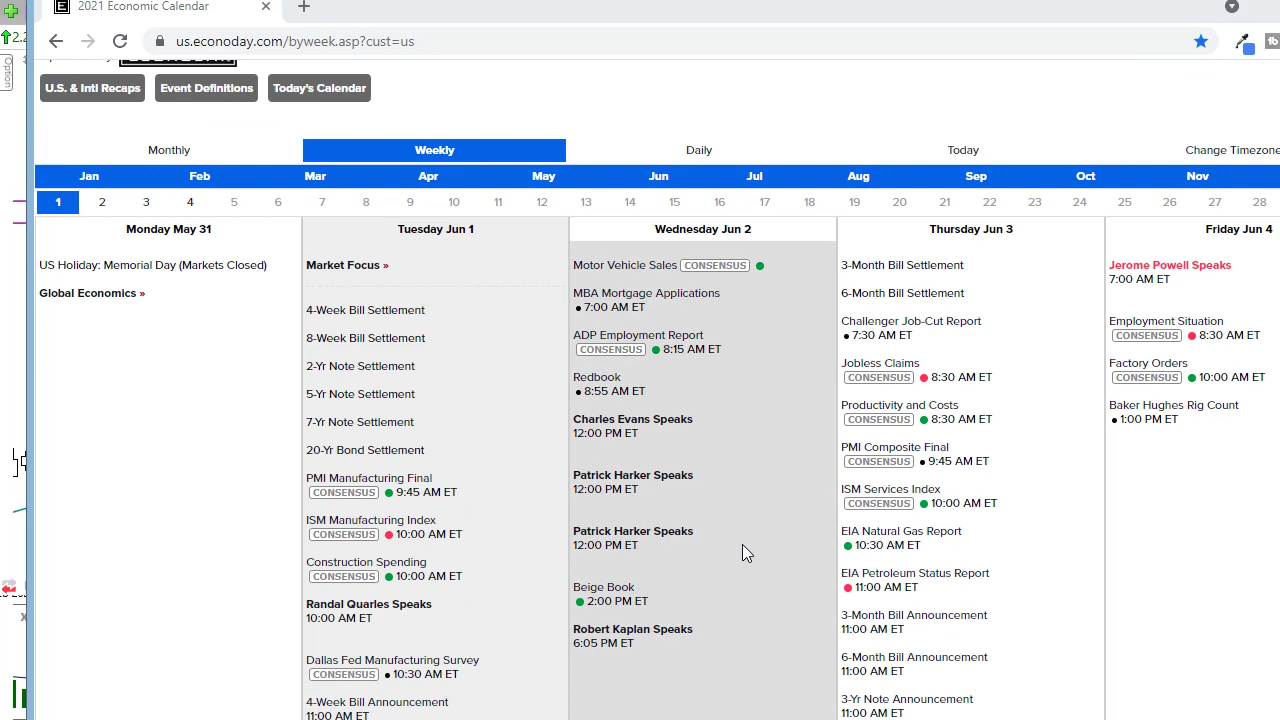 2021 Economic Calendar
2.2
Option
us.econoday.com/byweek.asp?cust=us
U.S. & Intl Recaps Event Definitions Today's Calendar
Monthly Weekly Daily Today Change Timezone
Jan Feb Mar Apr May Jun Jul Aug Sep Oct Nov
1 2 3 4 5 6 7 8 9 10 11 12 13 14 15 16 17 18 19 20 21 22 23 24 25 26 27 28
Monday May 31
US Holiday: Memorial Day (Markets Closed)
Global Economics »
Tuesday Jun 1
Market Focus »
4-Week Bill Settlement
8-Week Bill Settlement
2-Yr Note Settlement
5-Yr Note Settlement
7-Yr Note Settlement
20-Yr Bond Settlement
PMI Manufacturing Final
CONSENSUS 9:45 AM ET
ISM Manufacturing Index
CONSENSUS 10:00 AM ET
Construction Spending
CONSENSUS 10:00 AM ET
Randal Quarles Speaks
10:00 AM ET
Dallas Fed Manufacturing Survey
CONSENSUS 10:30 AM ET
4-Week Bill Announcement
11:00 AM ET
Wednesday Jun 2
Motor Vehicle Sales CONSENSUS
MBA Mortgage Applications
7:00 AM ET
ADP Employment Report
CONSENSUS 8:15 AM ET
Redbook
8:55 AM ET
Charles Evans Speaks
12:00 PM ET
Patrick Harker Speaks
12:00 PM ET
Patrick Harker Speaks
12:00 PM ET
Beige Book
2:00 PM ET
Robert Kaplan Speaks
6:05 PM ET
Thursday Jun 3
3-Month Bill Settlement
6-Month Bill Settlement
Challenger Job-Cut Report
7:30 AM ET
Jobless Claims
CONSENSUS 8:30 AM ET
Productivity and Costs
CONSENSUS 8:30 AM ET
PMI Composite Final
CONSENSUS 9:45 AM ET
ISM Services Index
CONSENSUS 10:00 AM ET
EIA Natural Gas Report
10:30 AM ET
EIA Petroleum Status Report
11:00 AM ET
3-Month Bill Announcement
11:00 AM ET
6-Month Bill Announcement
11:00 AM ET
3-Yr Note Announcement
11:00 AM ET
Friday Jun 4
Jerome Powell Speaks
7:00 AM ET
Employment Situation
CONSENSUS 8:30 AM ET
Factory Orders
CONSENSUS 10:00 AM ET
Baker Hughes Rig Count
1:00 PM ET